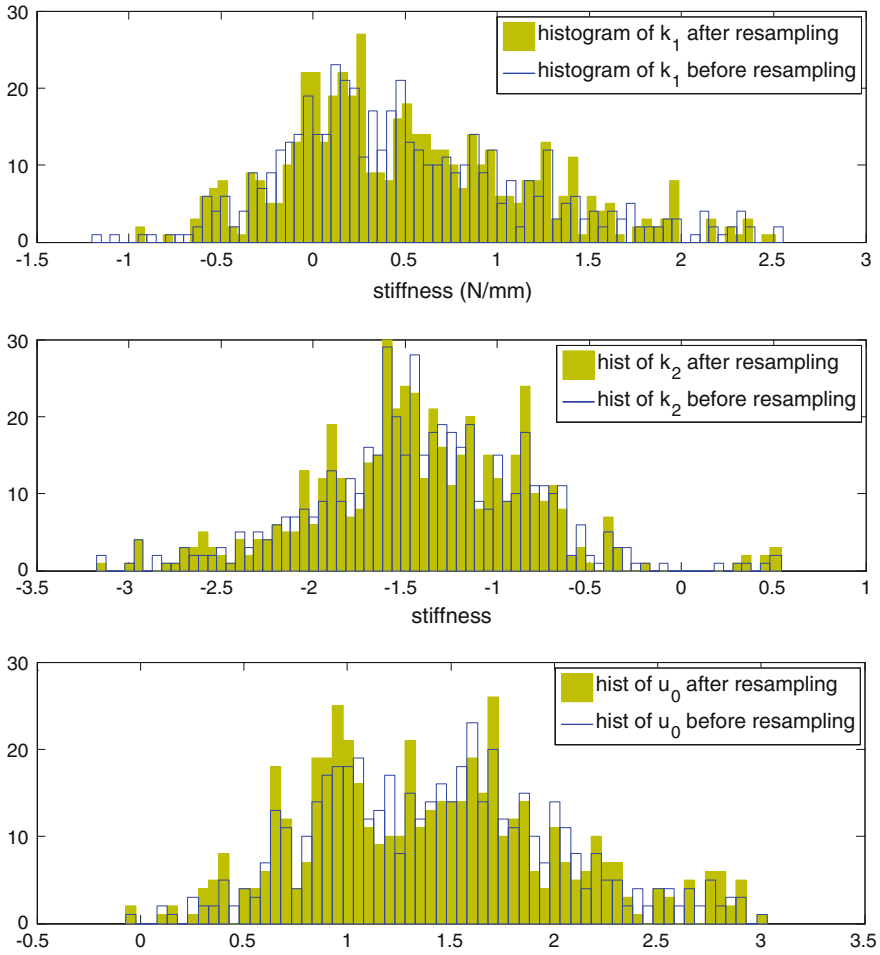 30
20
10
0
histogram of k₁ after resampling
histogram of k₁ before resampling
-1.5 -1 -0.5 0 0.5 1 1.5 2 2.5 3
stiffness (N/mm)
30
20
10
0
hist of k₂ after resampling
hist of k₂ before resampling
-3.5 -3 -2.5 -2 -1.5 -1 -0.5 0 0.5 1
stiffness
30
20
10
0
hist of u₀ after resampling
hist of u₀ before resampling
-0.5 0 0.5 1 1.5 2 2.5 3 3.5